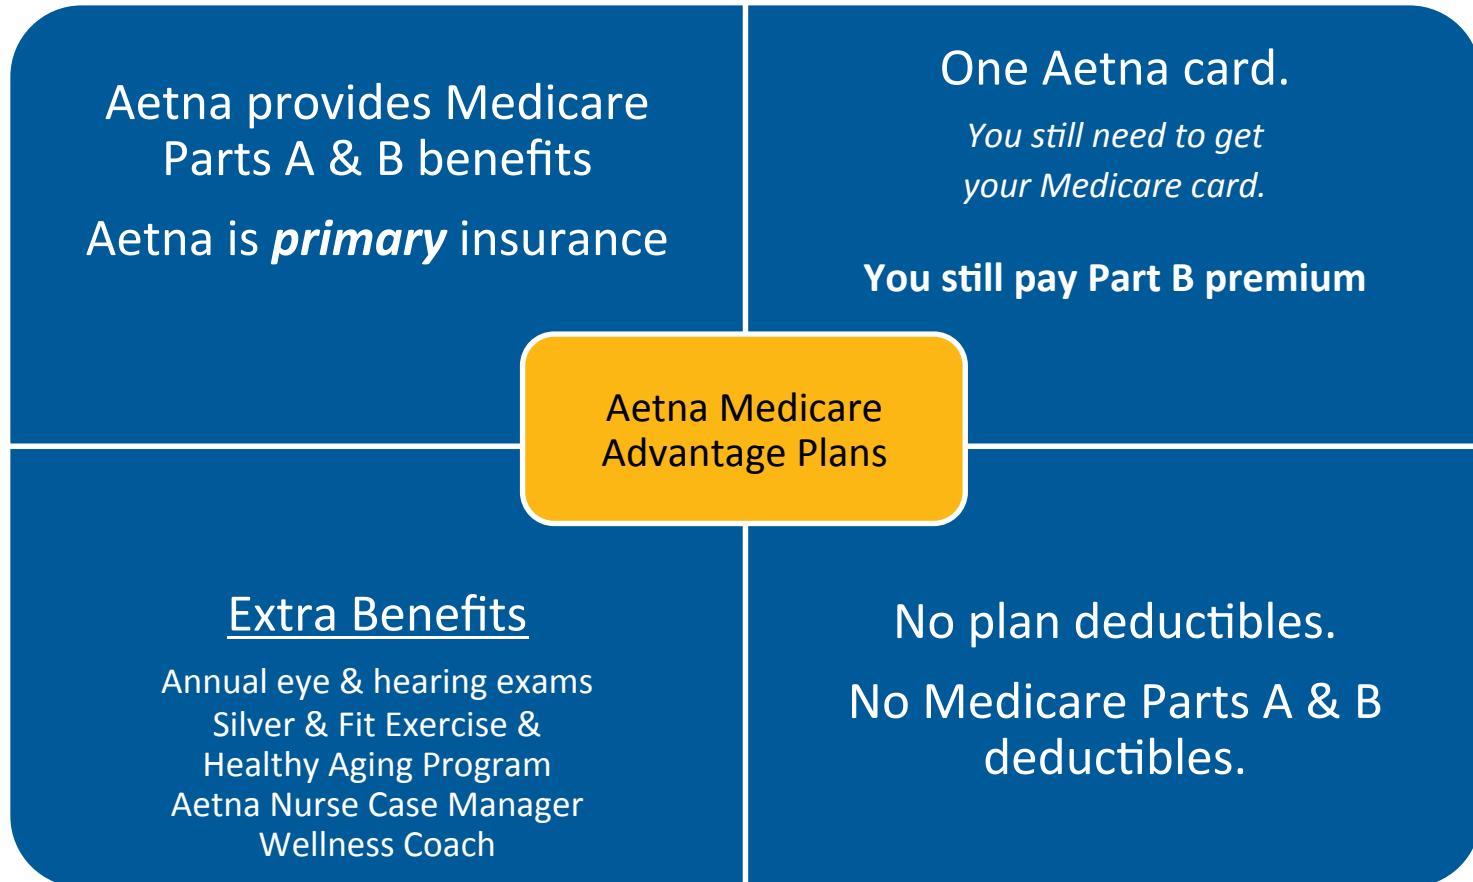 Aetna provides Medicare
Parts A & B benefits
Aetna is primary insurance
One Aetna card.
You still need to get
your Medicare card.
You still pay Part B premium
Aetna Medicare
Advantage Plans
Extra Benefits
Annual eye & hearing exams
Silver & Fit Exercise &
Healthy Aging Program
Aetna Nurse Case Manager
Wellness Coach
No plan deductibles.
No Medicare Parts A & B
deductibles.